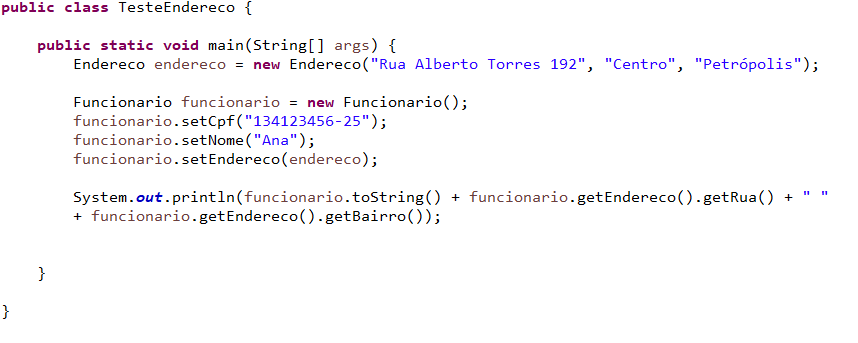 public class TesteEndereco {
public static void main(String[] args) {
Endereco endereco = new Endereco("Rua Alberto Torres 192", "Centro", "Petrópolis");
Funcionario funcionario = new Funcionario();
funcionario.setCpf("134123456-25");
funcionario.setNome("Ana");
funcionario.setEndereco(endereco);
System.out.println(funcionario.toString() + funcionario.getEndereco().getRua() + " "
+ funcionario.getEndereco().getBairro());
}
}